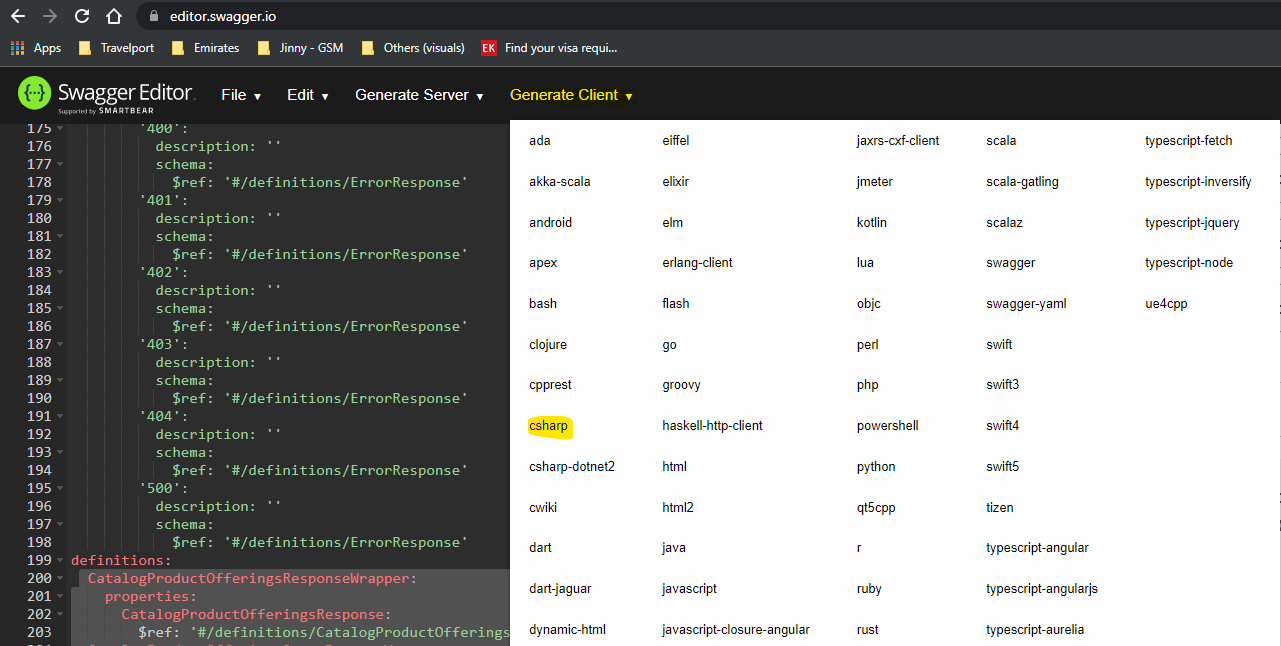 editor.swagger.io
Apps Travelport Emirates Jinny - GSM Others (visuals) EK Find your visa requi...
{···} Swagger Editor File ▾ Edit ▾ Generate Server ▾ Generate Client ▾
Supported by SMARTBEAR
175 '400':
176 description: ''
177 schema:
178 $ref: '#/definitions/ErrorResponse'
179 '401':
180 description: ''
181 schema:
182 $ref: '#/definitions/ErrorResponse'
183 '402':
184 description: ''
185 schema:
186 $ref: '#/definitions/ErrorResponse'
187 '403':
188 description: ''
189 schema:
190 $ref: '#/definitions/ErrorResponse'
191 '404':
192 description: ''
193 schema:
194 $ref: '#/definitions/ErrorResponse'
195 '500':
196 description: ''
197 schema:
198 $ref: '#/definitions/ErrorResponse'
199 definitions:
200 CatalogProductOfferingsResponseWrapper:
201 properties:
202 CatalogProductOfferingsResponse:
203 $ref: '#/definitions/CatalogProductOfferings
ada
akka-scala
android
apex
bash
clojure
cpprest
csharp
csharp-dotnet2
cwiki
dart
dart-jaguar
dynamic-html
eiffel
elixir
elm
erlang-client
flash
go
groovy
haskell-http-client
html
html2
java
javascript
javascript-closure-angular
jaxrs-cxf-client
jmeter
kotlin
lua
objc
perl
php
powershell
python
qt5cpp
r
ruby
rust
scala
scala-gatling
scalaz
swagger
swagger-yaml
swift
swift3
swift4
swift5
tizen
typescript-angular
typescript-angularjs
typescript-aurelia
typescript-fetch
typescript-inversify
typescript-jquery
typescript-node
ue4cpp